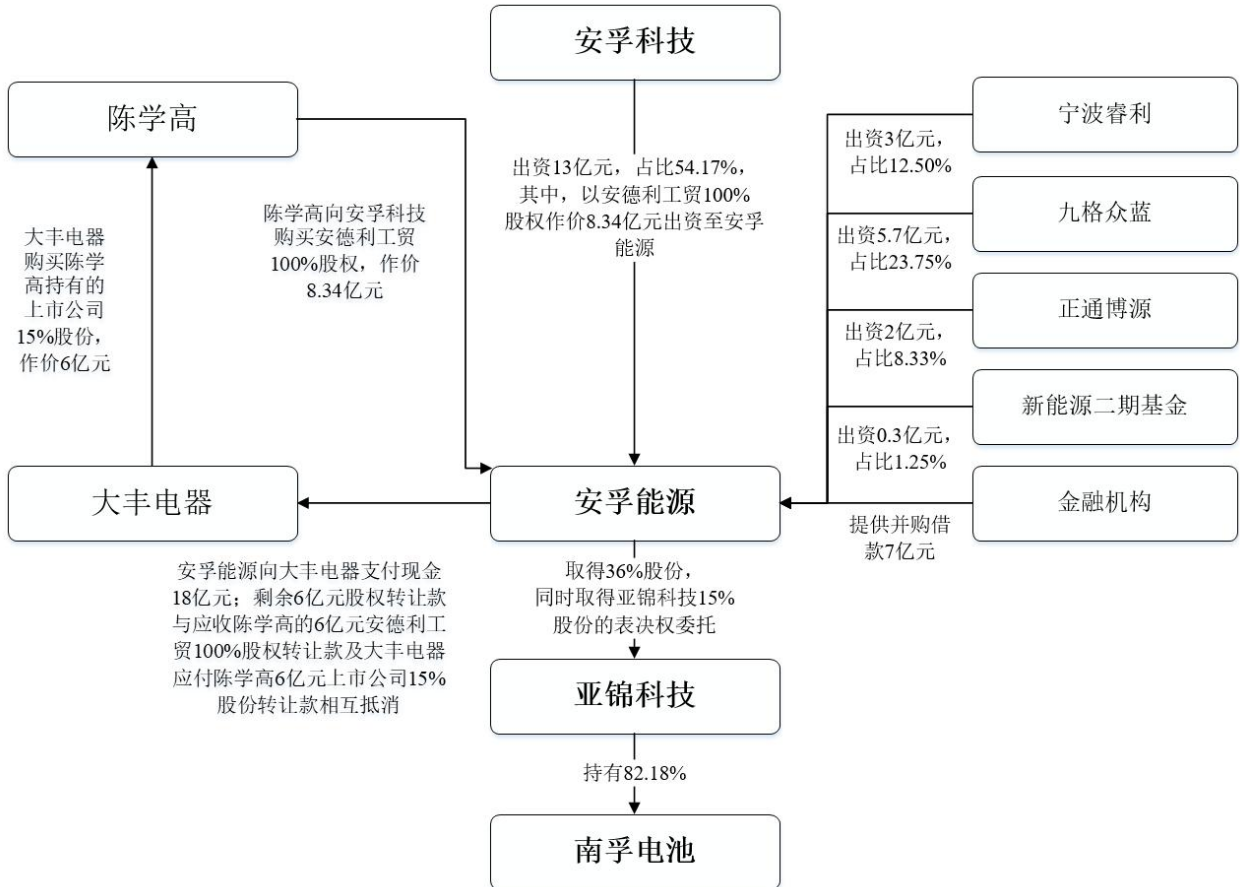 安孚科技
陈学高
宁波睿利
出资3亿元，
占比12.50%
出资13亿元，占比54.17%，
其中，以安德利工贸100%
股权作价8.34亿元出资至安孚
能源
陈学高向安孚科技
购买安德利工贸
100%股权，作价
8.34亿元
大丰电器
购买陈学
高持有的
上市公司
15%股份，
作价6亿元
九格众蓝
出资5.7亿元，
占比23.75%
正通博源
出资2亿元，
占比8.33%
新能源二期基金
出资0.3亿元，
占比1.25%
大丰电器
安孚能源
金融机构
提供并购借
款7亿元
安孚能源向大丰电器支付现金
18亿元；剩余6亿元股权转让款
与应收陈学高的6亿元安德利工
贸100%股权转让款及大丰电器
应付陈学高6亿元上市公司15%
股份转让款相互抵消
取得36%股份，
同时取得亚锦科技15%
股份的表决权委托
亚锦科技
持有82.18%
南孚电池